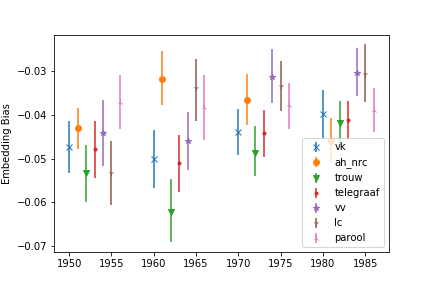 Embedding Bias
−0.03
−0.04
−0.05
−0.06
−0.07
1950 1955 1960 1965 1970 1975 1980 1985
vk
ah_nrc
trouw
telegraaf
vv
lc
parool